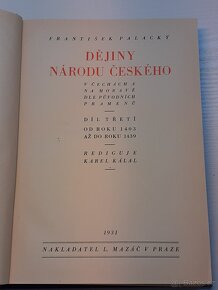 FRANTIŠEK PALACKÝ
DĚJINY
NÁRODU ČESKÉHO
V ČECHÁCH A
NA MORAVĚ
DLE PŮVODNÍCH
PRAMENŮ
DÍL TŘETÍ
OD ROKU 1403
AŽ DO ROKU 1439
REDIGUJE
KAREL KÁLAL
1931
NAKLADATEL L. MAZÁČ V PRAZE